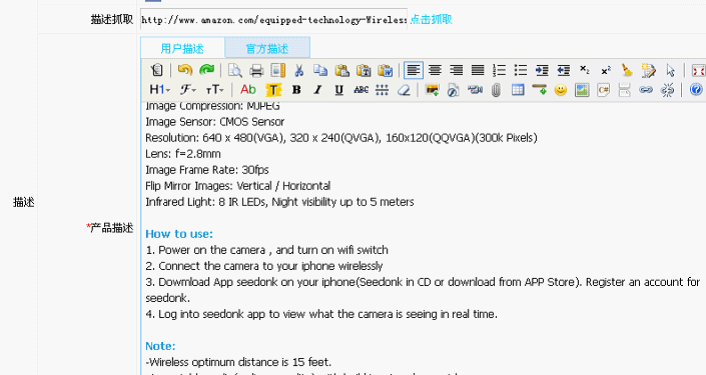 描述抓取 http://www.amazon.com/equipped-technology-Wireless 点击抓取
用户描述 官方描述
H1 F TT Ab T B I U ABC
Image Compression: MJPEG
Image Sensor: CMOS Sensor
Resolution: 640 x 480(VGA), 320 x 240(QVGA), 160x120(QQVGA)(300k Pixels)
Lens: f=2.8mm
Image Frame Rate: 30fps
Flip Mirror Images: Vertical / Horizontal
Infrared Light: 8 IR LEDs, Night visibility up to 5 meters
描述
*产品描述
How to use:
1. Power on the camera , and turn on wifi switch
2. Connect the camera to your iphone wirelessly
3. Dowmload App seedonk on your iphone(Seedonk in CD or download from APP Store). Register an account for
seedonk.
4. Log into seedonk app to view what the camera is seeing in real time.
Note:
-Wireless optimum distance is 15 feet.